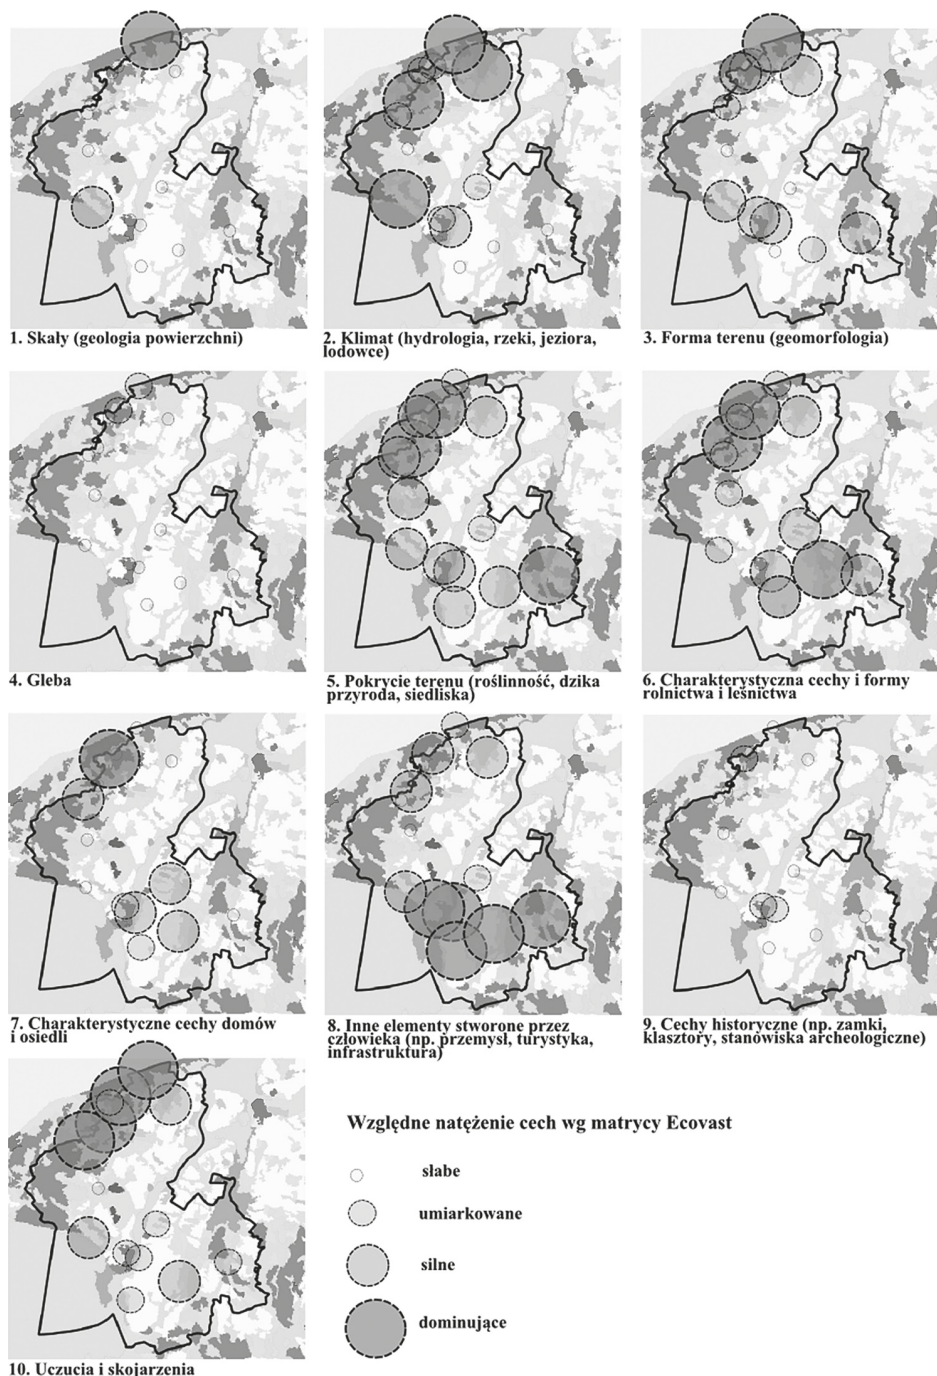 1. Skały (geologia powierzchni)
2. Klimat (hydrologia, rzeki, jeziora,
lodowce)
3. Forma terenu (geomorfologia)
4. Gleba
5. Pokrycie terenu (roślinność, dzika
przyroda, siedliska)
6. Charakterystyczna cechy i formy
rolnictwa i leśnictwa
7. Charakterystyczne cechy domów
i osiedli
8. Inne elementy stworzone przez
człowieka (np. przemysł, turystyka,
infrastruktura)
9. Cechy historyczne (np. zamki,
klasztory, stanowiska archeologiczne)
10. Uczucia i skojarzenia
Względne natężenie cech wg matrycy Ecovast
słabe
umiarkowane
silne
dominujące